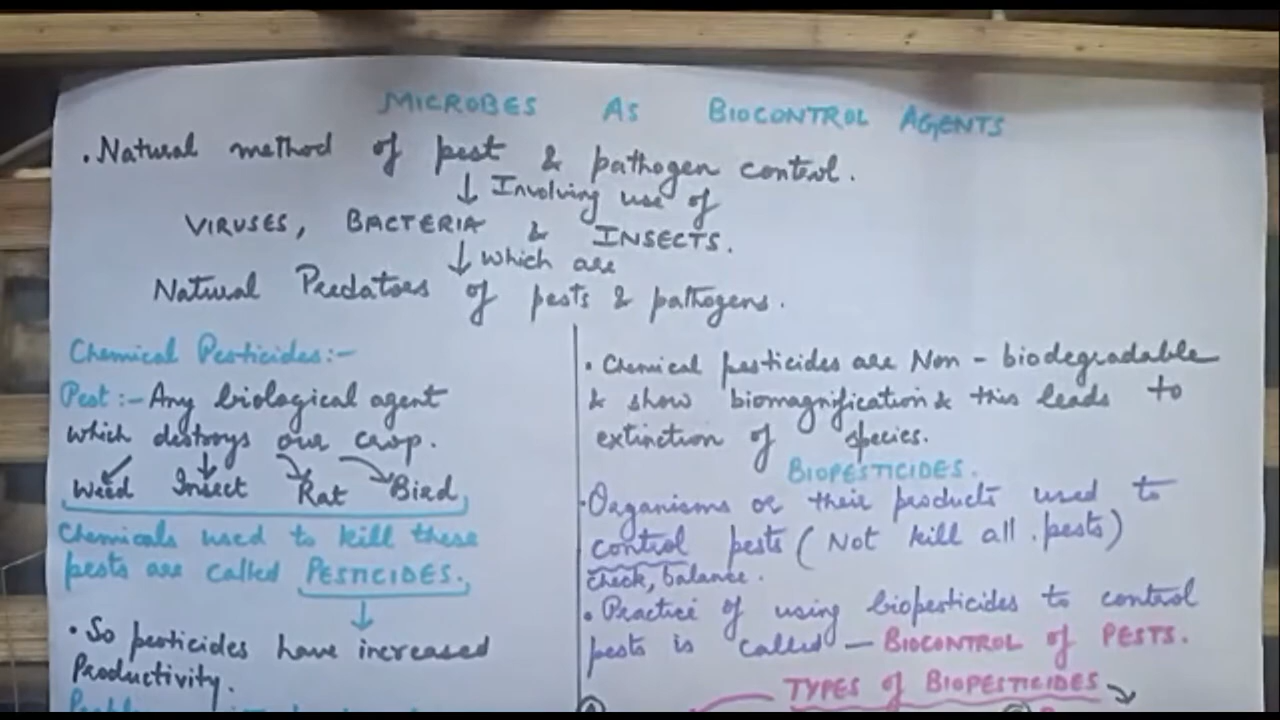 MICROBES AS BIOCONTROL AGENTS
• Natural method of pest & pathogen control.
↓ Involving use of
VIRUSES, BACTERIA & INSECTS.
↓ which are
Natural Predators of pests & pathogens.
Chemical Pesticides:-
Pest:- Any biological agent
which destroys our crop.
Weed Insect Rat Bird
Chemicals used to kill these
pests are called PESTICIDES.
• So pesticides have increased
Productivity.
• Chemical pesticides are Non-biodegradable
& show biomagnification & this leads to
extinction of species.
BIOPESTICIDES.
• Organisms or their products used to
control pests (Not kill all pests)
check, balance.
• Practice of using biopesticides to control
pests is called — BIOCONTROL of PESTS.
TYPES of BIOPESTICIDES